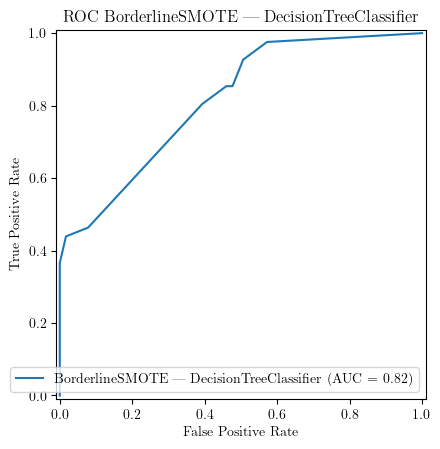 ROC BorderlineSMOTE — DecisionTreeClassifier
1.0
0.8
0.6
0.4
0.2
0.0
True Positive Rate
BorderlineSMOTE — DecisionTreeClassifier (AUC = 0.82)
0.0 0.2 0.4 0.6 0.8 1.0
False Positive Rate